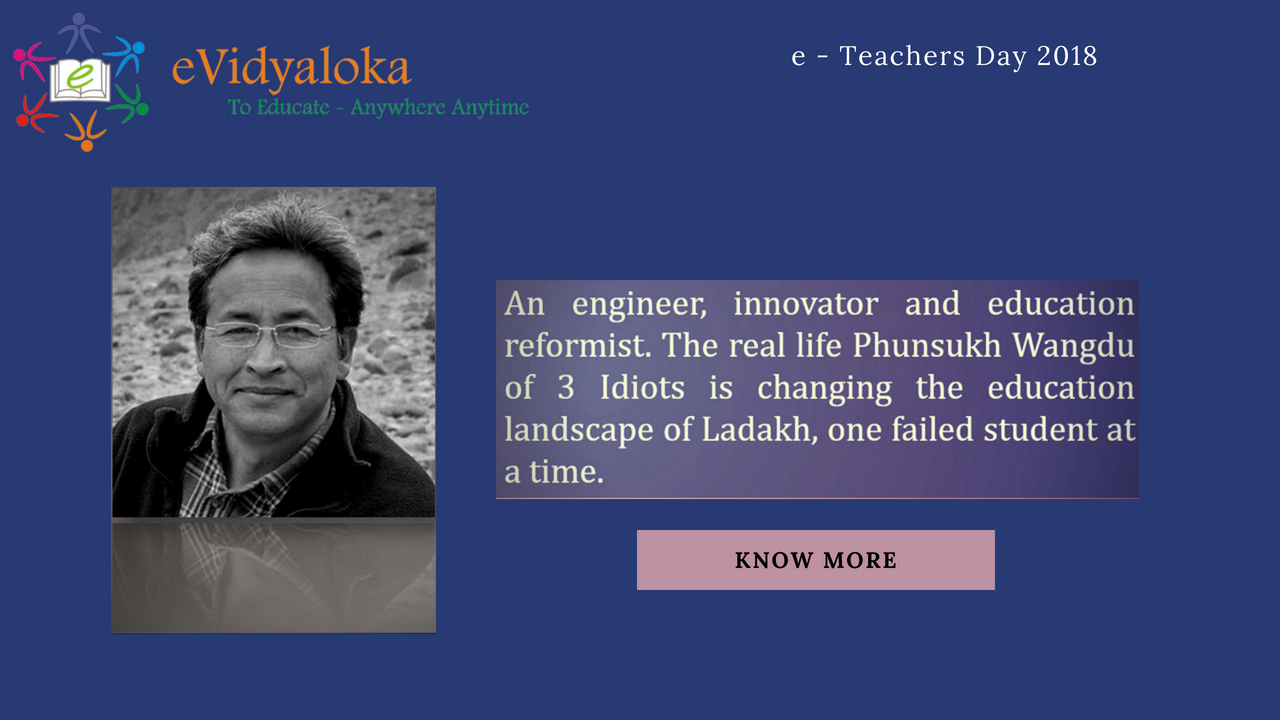 eVidyaloka
To Educate - Anywhere Anytime
e - Teachers Day 2018
e
An engineer, innovator and education
reformist. The real life Phunsukh Wangdu
of 3 Idiots is changing the education
landscape of Ladakh, one failed student at
a time.
KNOW MORE